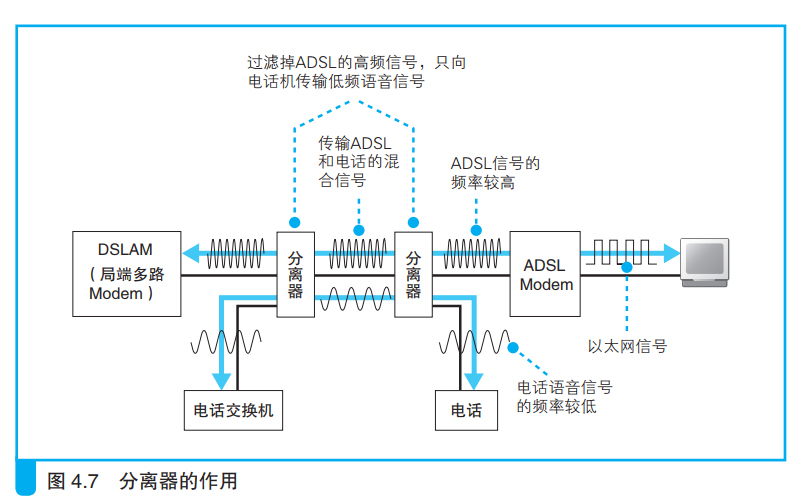 过滤掉ADSL的高频信号，只向
电话机传输低频语音信号
传输ADSL
和电话的混
合信号
ADSL信号的
频率较高
DSLAM
（局端多路
Modem）
分
离
器
分
离
器
ADSL
Modem
以太网信号
电话语音信号
的频率较低
电话交换机
电话
图 4.7 分离器的作用